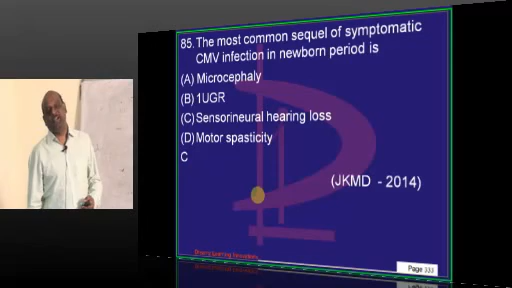 85. The most common sequel of symptomatic
CMV infection in newborn period is
(A) Microcephaly
(B) 1UGR
(C) Sensorineural hearing loss
(D) Motor spasticity
C
(JKMD - 2014)
Page 333